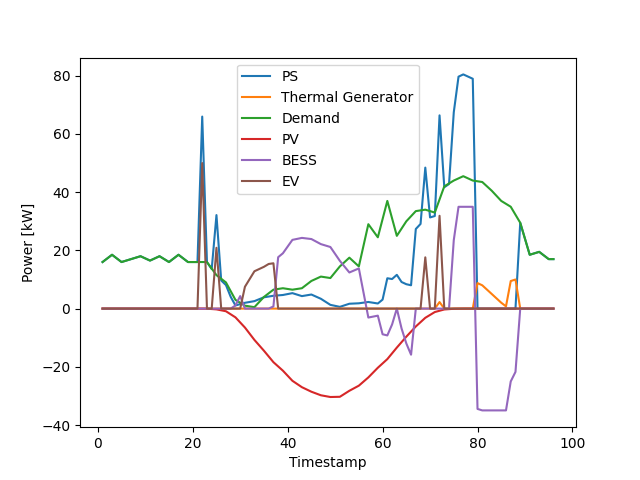 80
60
40
20
0
−20
−40
Power [kW]
PS
Thermal Generator
Demand
PV
BESS
EV
0 20 40 60 80 100
Timestamp